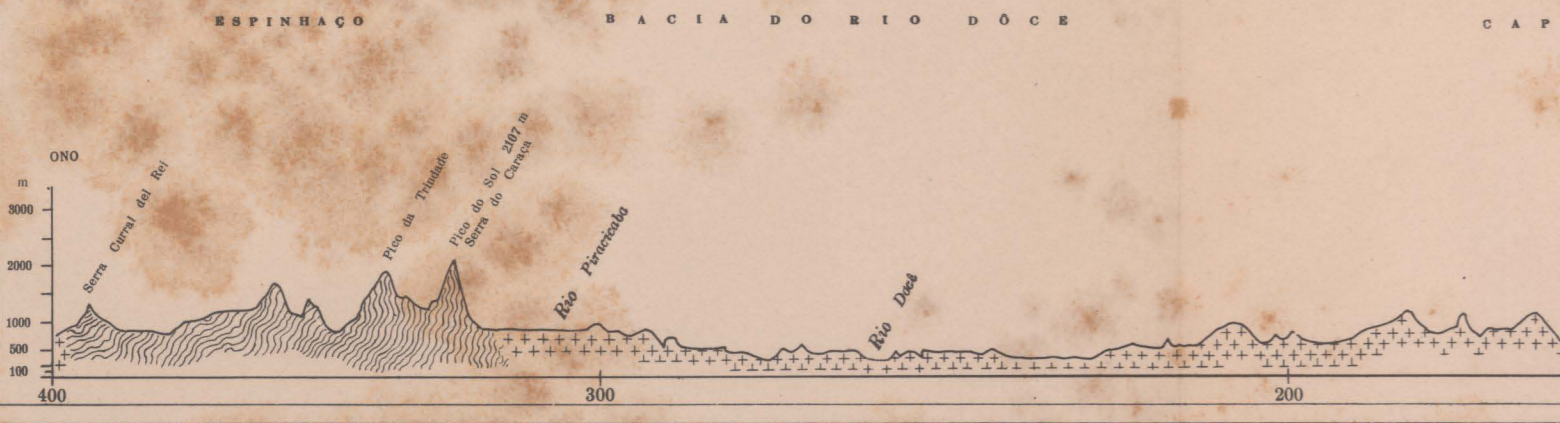 ESPINHAÇO
BACIA DO RIO DÔCE
CAP
ONO
m
3000
2000
1000
500
100
Serra Curral del Rei
Pico da Trindade
Pico do Sol 2107 m
Serra do Caraça
Rio Piracicaba
Rio Docê
400
300
200